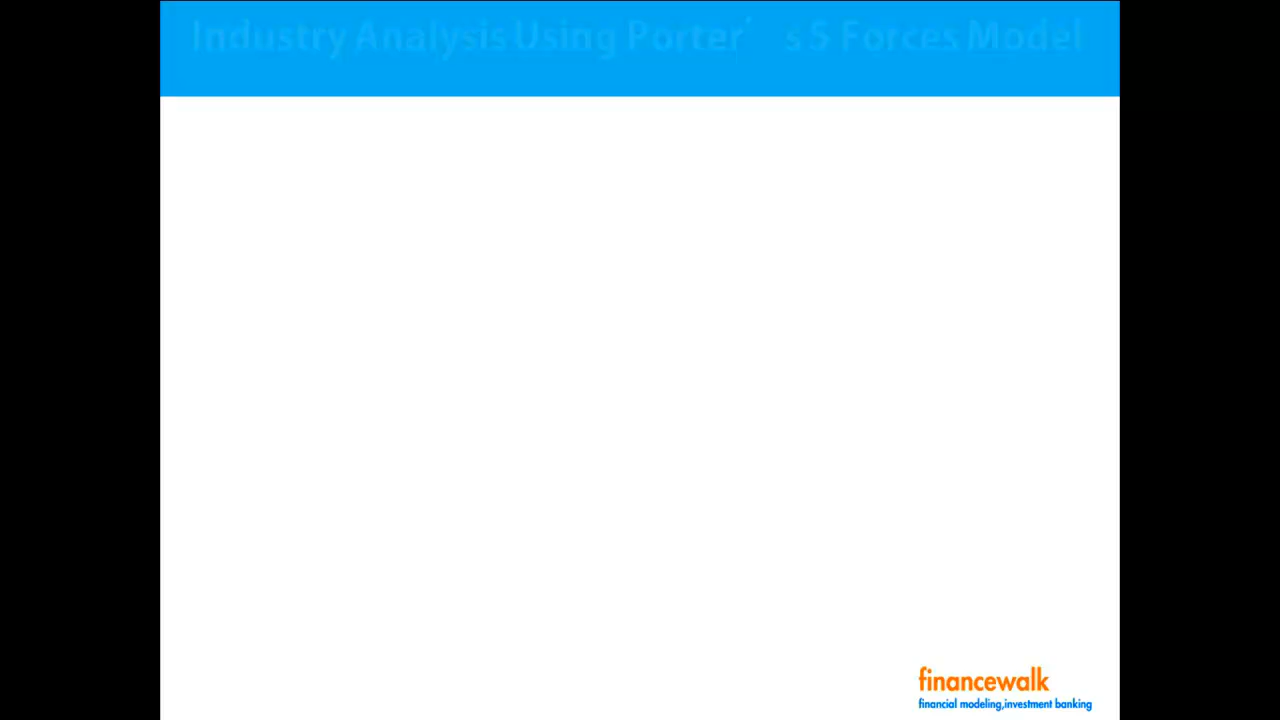 Industry Analysis Using Porter’s 5 Forces Model
financewalk
financial modeling,investment banking